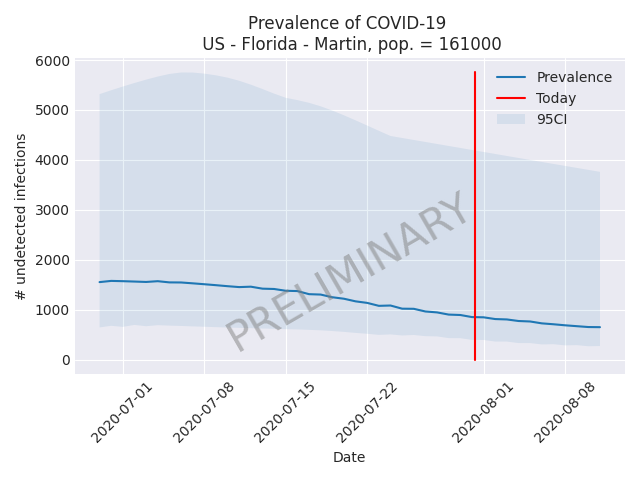 Prevalence of COVID-19
US - Florida - Martin, pop. = 161000
6000
5000
4000
3000
2000
1000
0
# undetected infections
Prevalence
Today
95CI
PRELIMINARY
2020-07-01
2020-07-08
2020-07-15
2020-07-22
2020-08-01
2020-08-08
Date